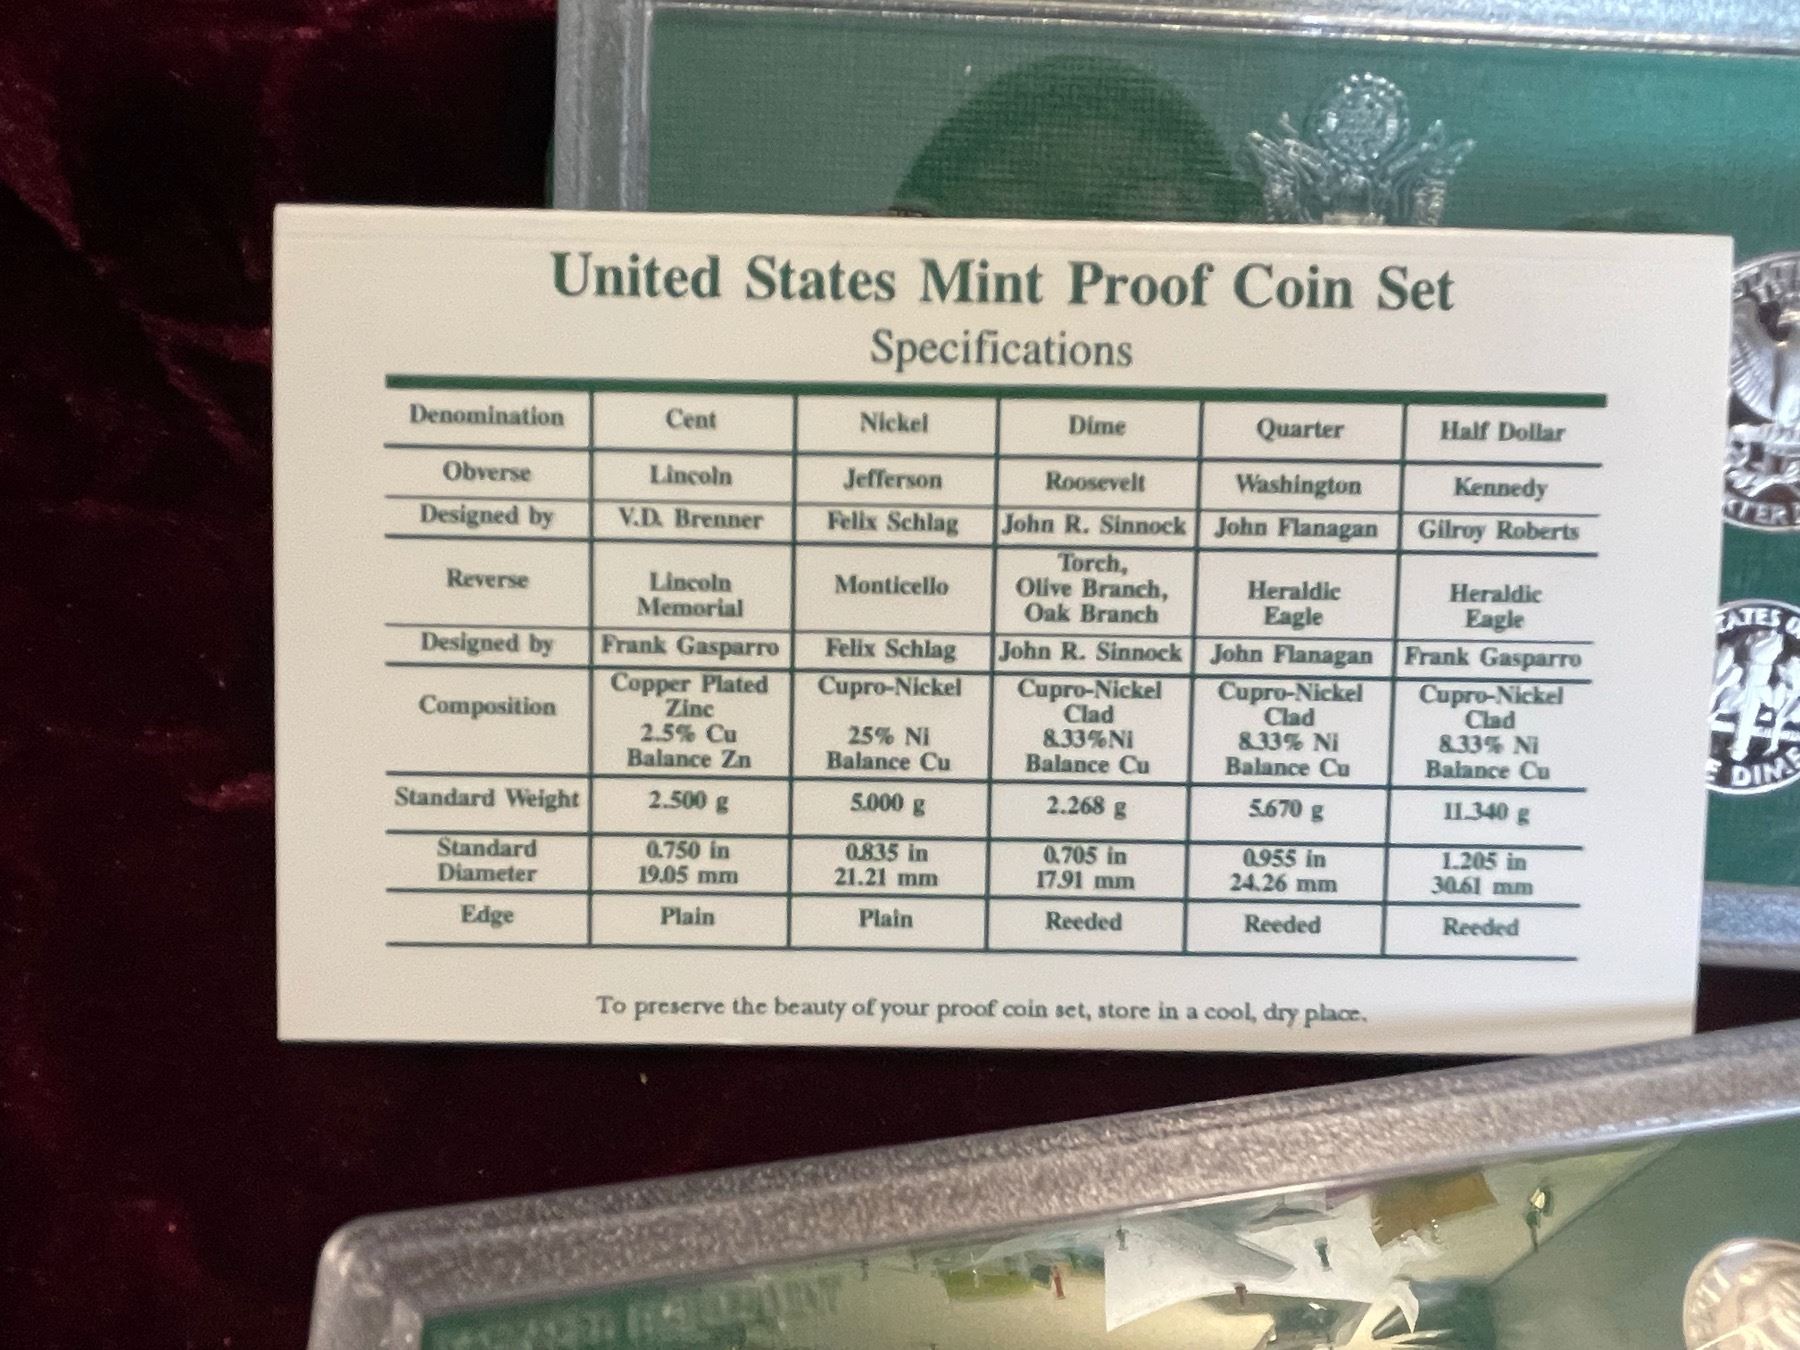 United States Mint Proof Coin Set
Specifications
Denomination Cent Nickel Dime Quarter Half Dollar
Obverse Lincoln Jefferson Roosevelt Washington Kennedy
Designed by V.D. Brenner Felix Schlag John R. Sinnock John Flanagan Gilroy Roberts
Reverse Lincoln Memorial Monticello Torch, Olive Branch, Oak Branch Heraldic Eagle Heraldic Eagle
Designed by Frank Gasparro Felix Schlag John R. Sinnock John Flanagan Frank Gasparro
Composition Copper Plated Zinc 2.5% Cu Balance Zn Cupro-Nickel 25% Ni Balance Cu Cupro-Nickel Clad 8.33%Ni Balance Cu Cupro-Nickel Clad 8.33% Ni Balance Cu Cupro-Nickel Clad 8.33% Ni Balance Cu
Standard Weight 2.500 g 5.000 g 2.268 g 5.670 g 11.340 g
Standard Diameter 0.750 in 19.05 mm 0.835 in 21.21 mm 0.705 in 17.91 mm 0.955 in 24.26 mm 1.205 in 30.61 mm
Edge Plain Plain Reeded Reeded Reeded
To preserve the beauty of your proof coin set, store in a cool, dry place.